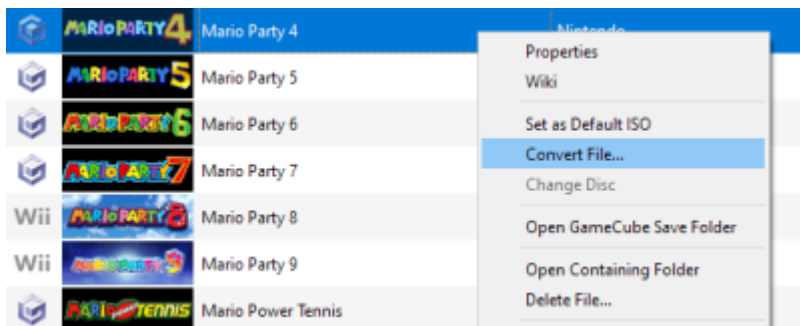 MARIO PARTY 4 Mario Party 4 Nintendo
Properties
MARIO PARTY 5 Mario Party 5
Wiki
MARIO PARTY 6 Mario Party 6
Set as Default ISO
Convert File...
MARIO PARTY 7 Mario Party 7
Change Disc
Wii MARIO PARTY 8 Mario Party 8
Open GameCube Save Folder
Wii MARIO PARTY 9 Mario Party 9
Open Containing Folder
Delete File...
MARIO POWER TENNIS Mario Power Tennis